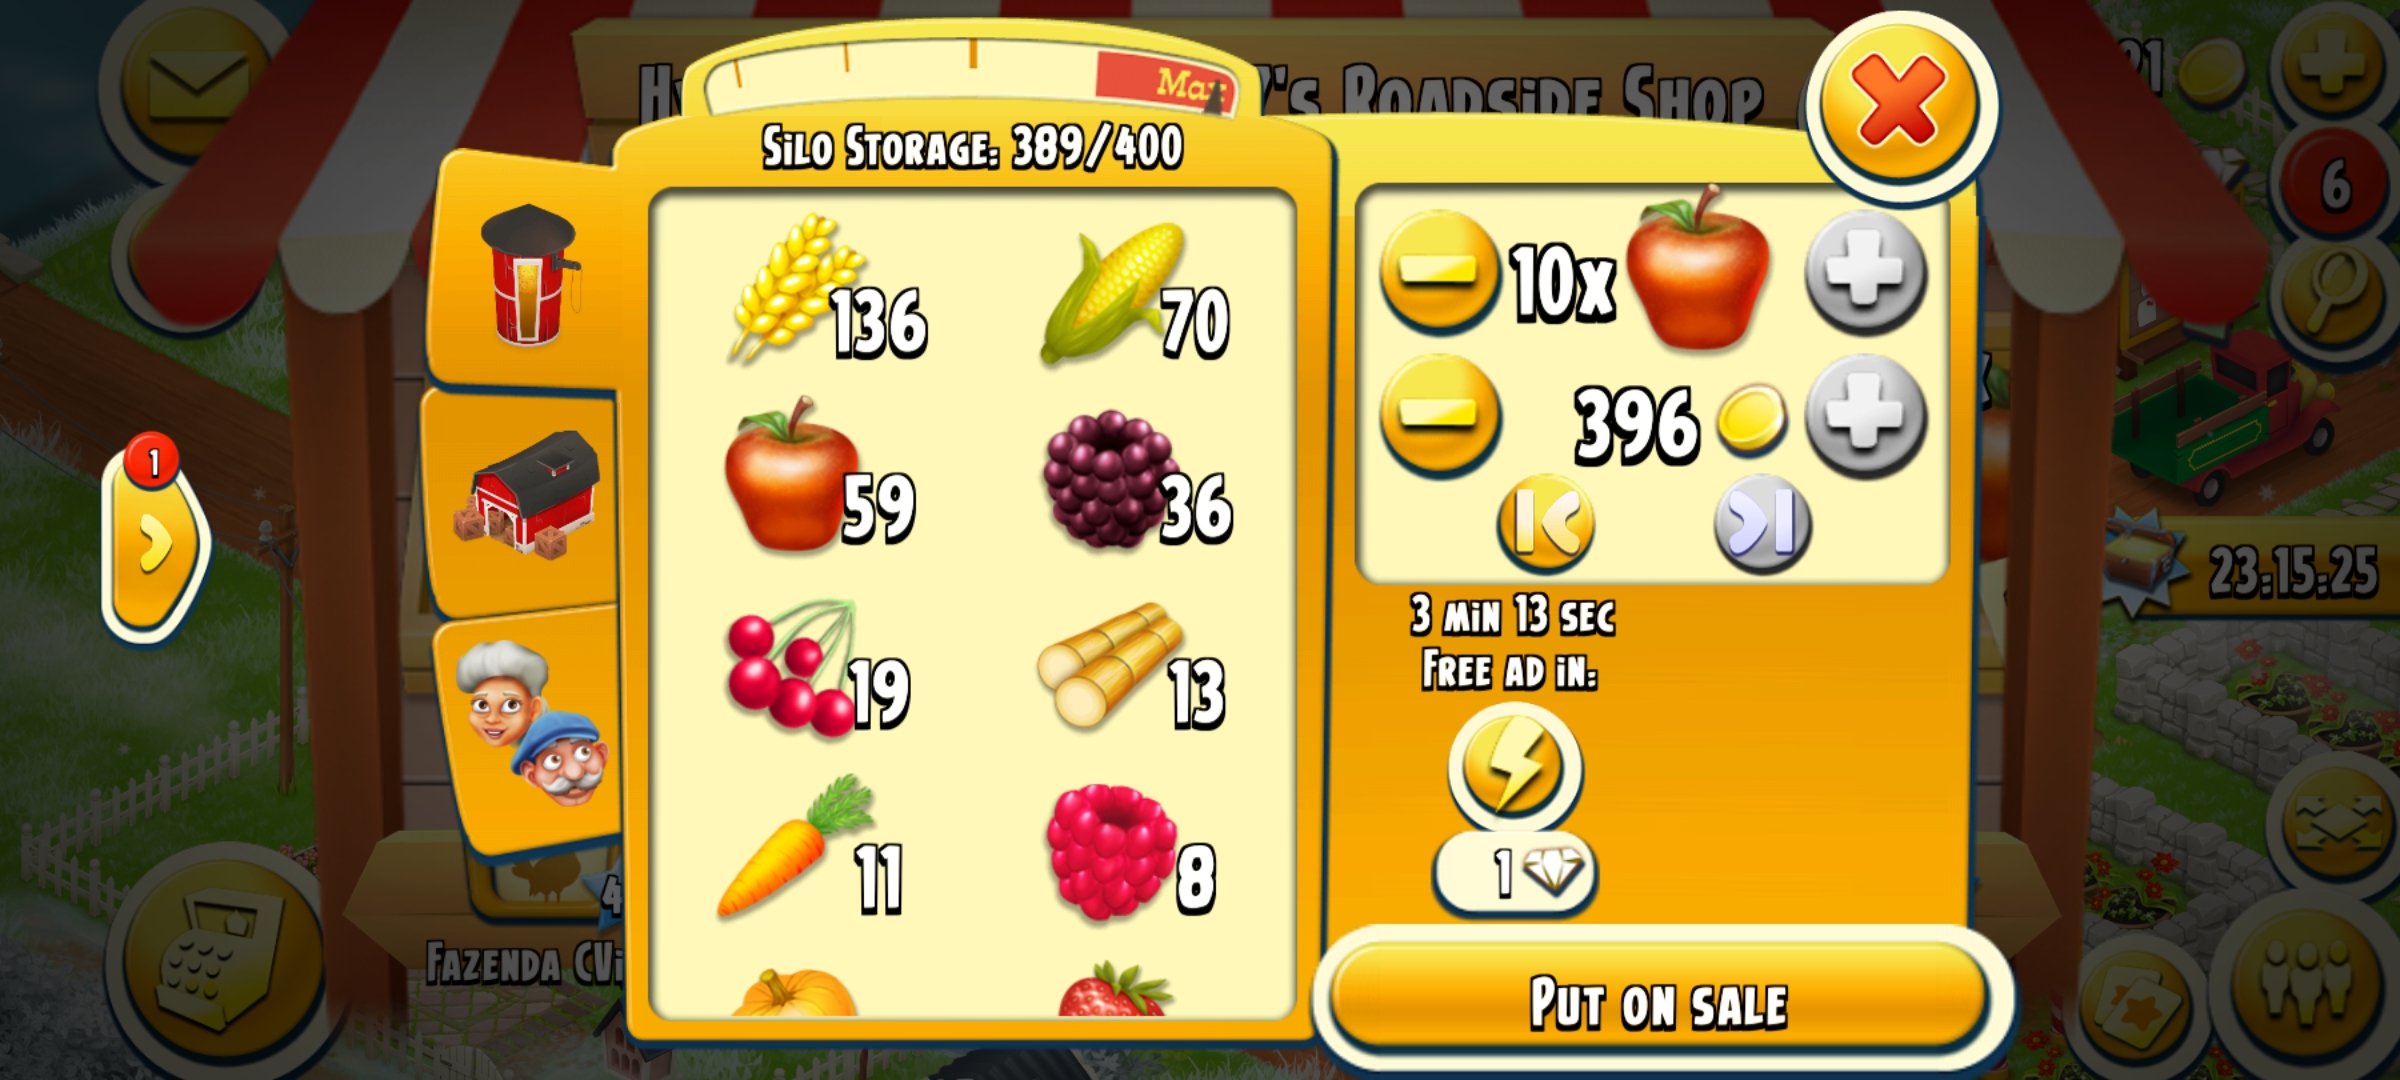 Max
Silo Storage: 389/400
's Roadside Shop
6
136
70
59
36
19
13
11
8
10x
396
3 min 13 sec
Free ad in:
1
Put on sale
1
23:15:25
Fazenda